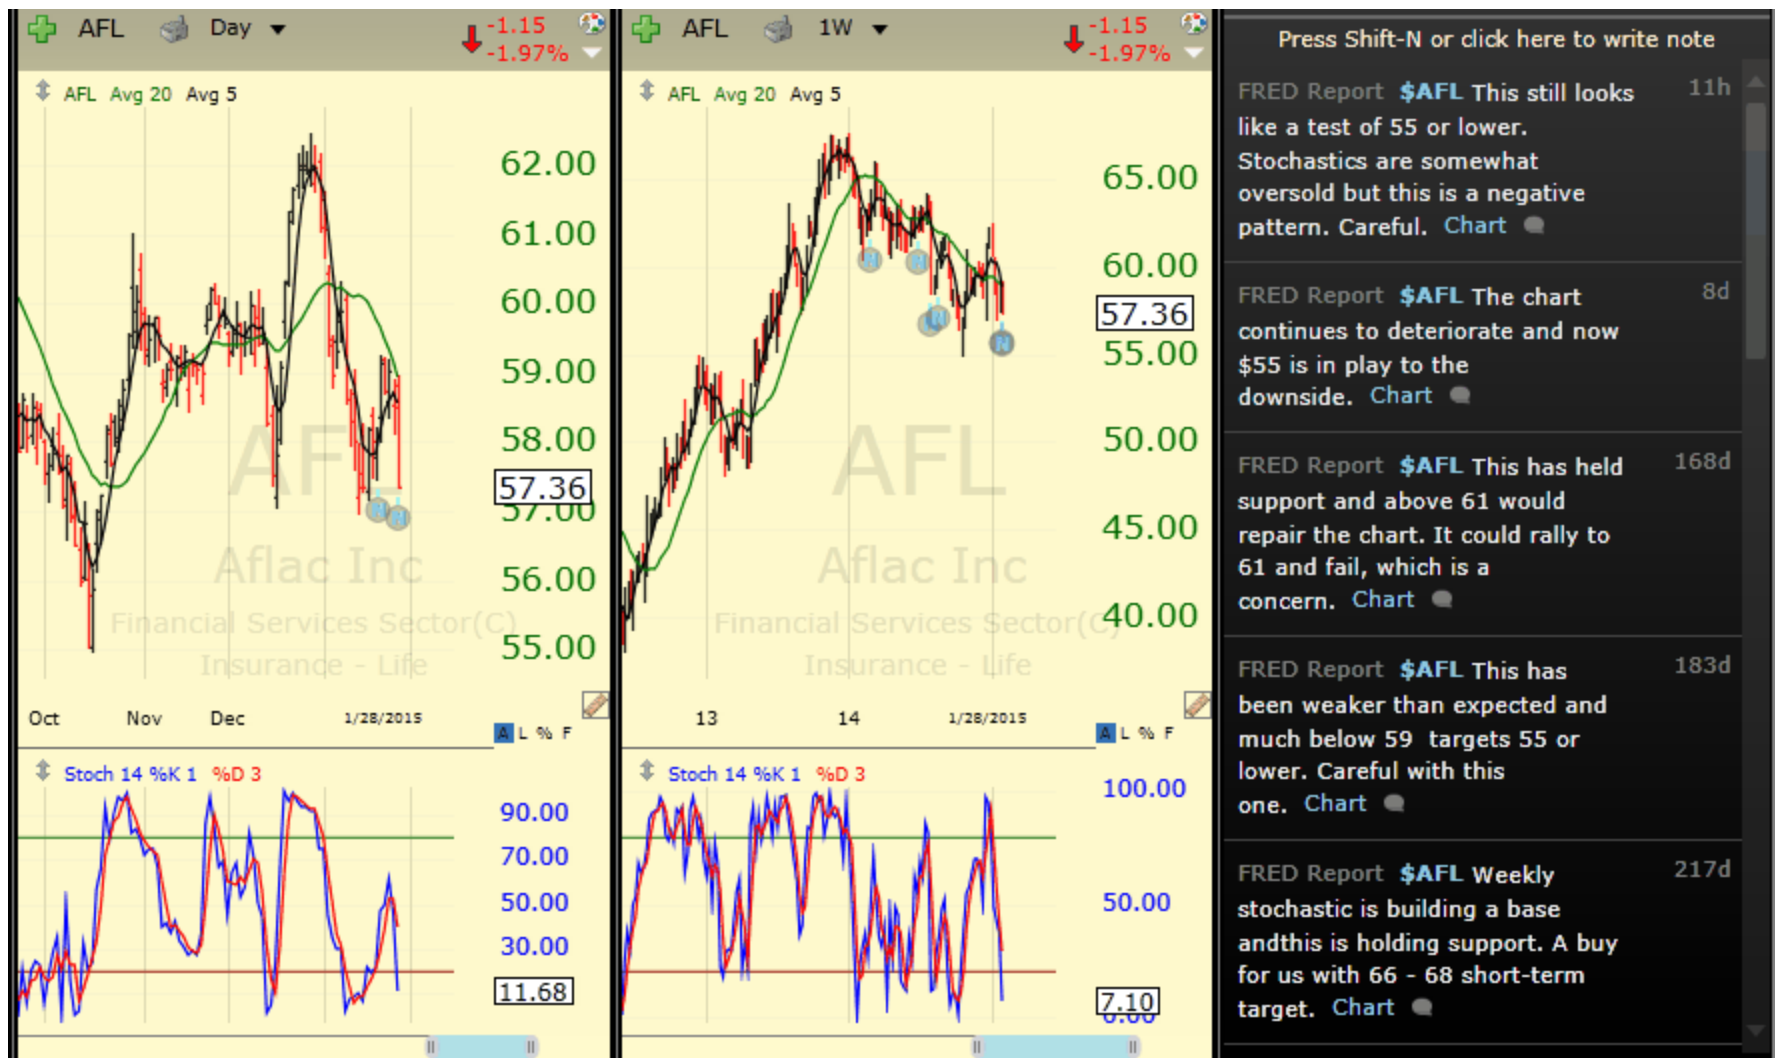 AFL Day
-1.15
-1.97%
AFL Avg 20 Avg 5
62.00
61.00
60.00
59.00
58.00
57.36
57.00
56.00
55.00
AFL
Aflac Inc
Financial Services Sector(C)
Insurance - Life
Oct Nov Dec 1/28/2015
A L % F
Stoch 14 %K 1 %D 3
90.00
70.00
50.00
30.00
11.68
N N
AFL 1W
-1.15
-1.97%
AFL Avg 20 Avg 5
65.00
60.00
57.36
55.00
50.00
45.00
40.00
AFL
Aflac Inc
Financial Services Sector(C)
Insurance - Life
N N N N
13 14 1/28/2015
A L % F
Stoch 14 %K 1 %D 3
100.00
50.00
7.10
0.00
Press Shift-N or click here to write note
FRED Report $AFL This still looks 11h
like a test of 55 or lower.
Stochastics are somewhat
oversold but this is a negative
pattern. Careful. Chart
FRED Report $AFL The chart 8d
continues to deteriorate and now
$55 is in play to the
downside. Chart
FRED Report $AFL This has held 168d
support and above 61 would
repair the chart. It could rally to
61 and fail, which is a
concern. Chart
FRED Report $AFL This has 183d
been weaker than expected and
much below 59 targets 55 or
lower. Careful with this
one. Chart
FRED Report $AFL Weekly 217d
stochastic is building a base
andthis is holding support. A buy
for us with 66 - 68 short-term
target. Chart